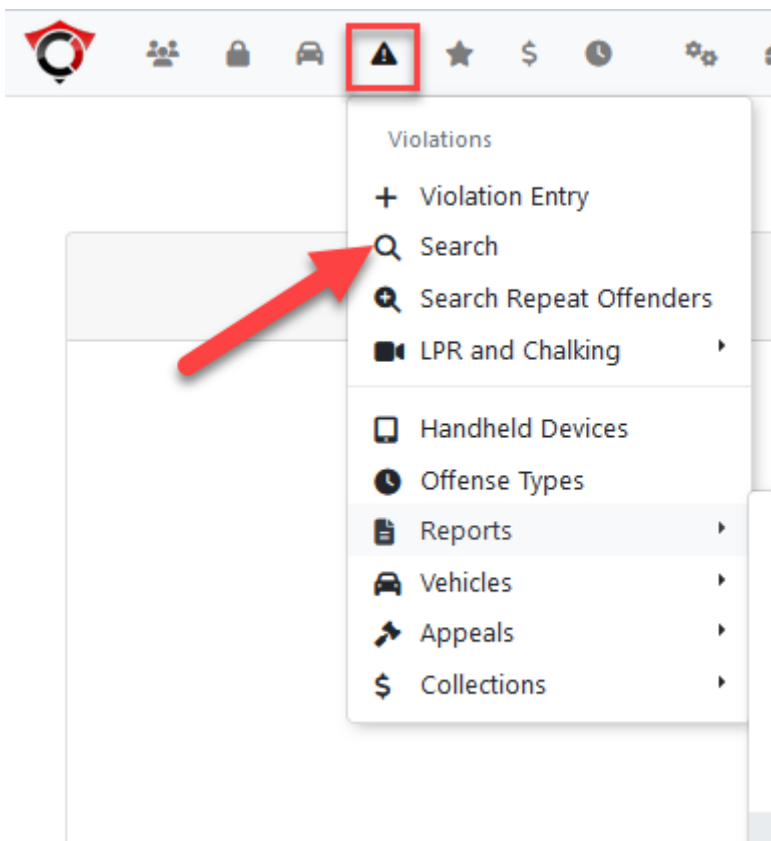 Violations
Violation Entry
Search
Search Repeat Offenders
LPR and Chalking
Handheld Devices
Offense Types
Reports
Vehicles
Appeals
$ Collections